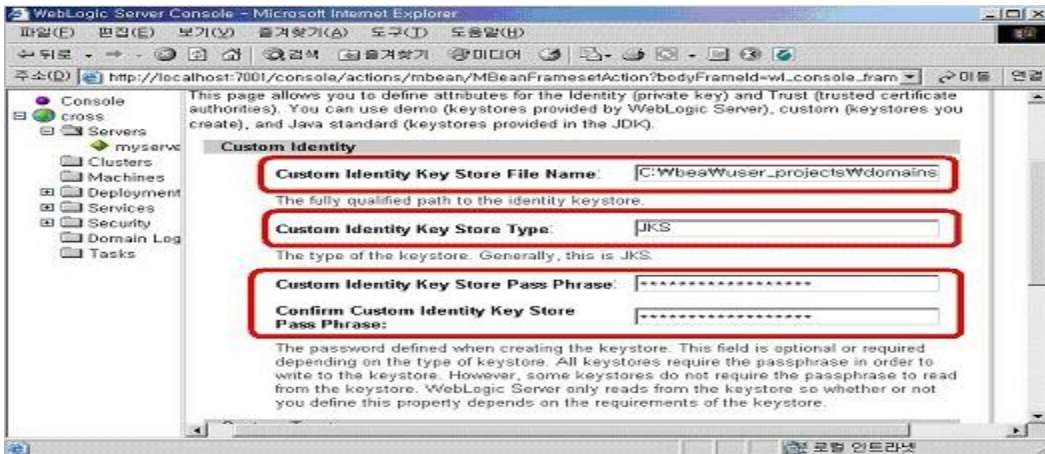 WebLogic Server Console - Microsoft Internet Explorer
파일(F) 편집(E) 보기(V) 즐겨찾기(A) 도구(T) 도움말(H)
뒤로 검색 즐겨찾기 미디어
주소(D) http://localhost:7001/console/actions/mbean/MBeanFramesetAction?bodyFrameId=wl_console_fram 이동 연결
Console
cross
Servers
myserve
Clusters
Machines
Deployment
Services
Security
Domain Log
Tasks
This page allows you to define attributes for the Identity (private key) and Trust (trusted certificate
authorities). You can use demo (keystores provided by WebLogic Server), custom (keystores you
create), and Java standard (keystores provided in the JDK).
Custom Identity
Custom Identity Key Store File Name: C:₩bea₩user_projects₩domains
The fully qualified path to the identity keystore.
Custom Identity Key Store Type: JKS
The type of the keystore. Generally, this is JKS.
Custom Identity Key Store Pass Phrase: ******************
Confirm Custom Identity Key Store
Pass Phrase: ******************
The password defined when creating the keystore. This field is optional or required
depending on the type of keystore. All keystores require the passphrase in order to
write to the keystore. However, some keystores do not require the passphrase to read
from the keystore. WebLogic Server only reads from the keystore so whether or not
you define this property depends on the requirements of the keystore.
로컬 인트라넷